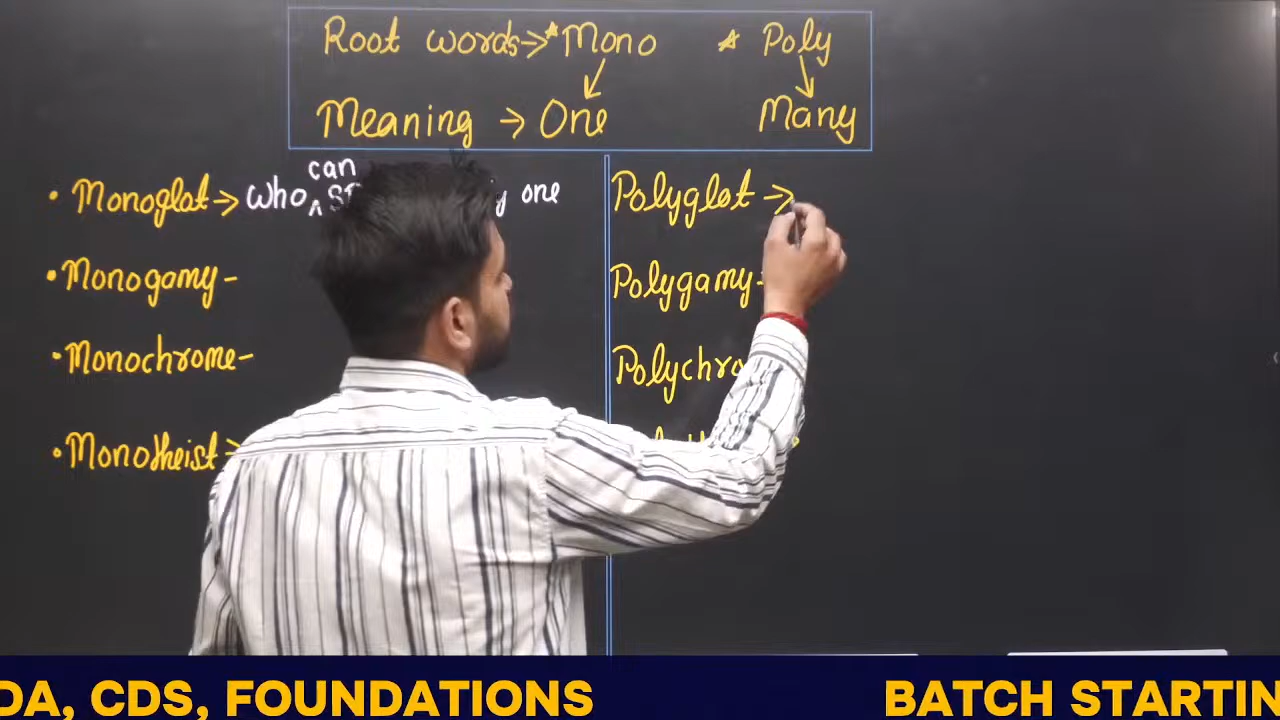 Root words→ *Mono * Poly
Meaning → One Many
can
• Monoglot → Who ^ one
Polyglot →
• Monogamy -
Polygamy -
• Monochrome -
• Monotheist →
BATCH STARTIN
CDS, FOUNDATIONS